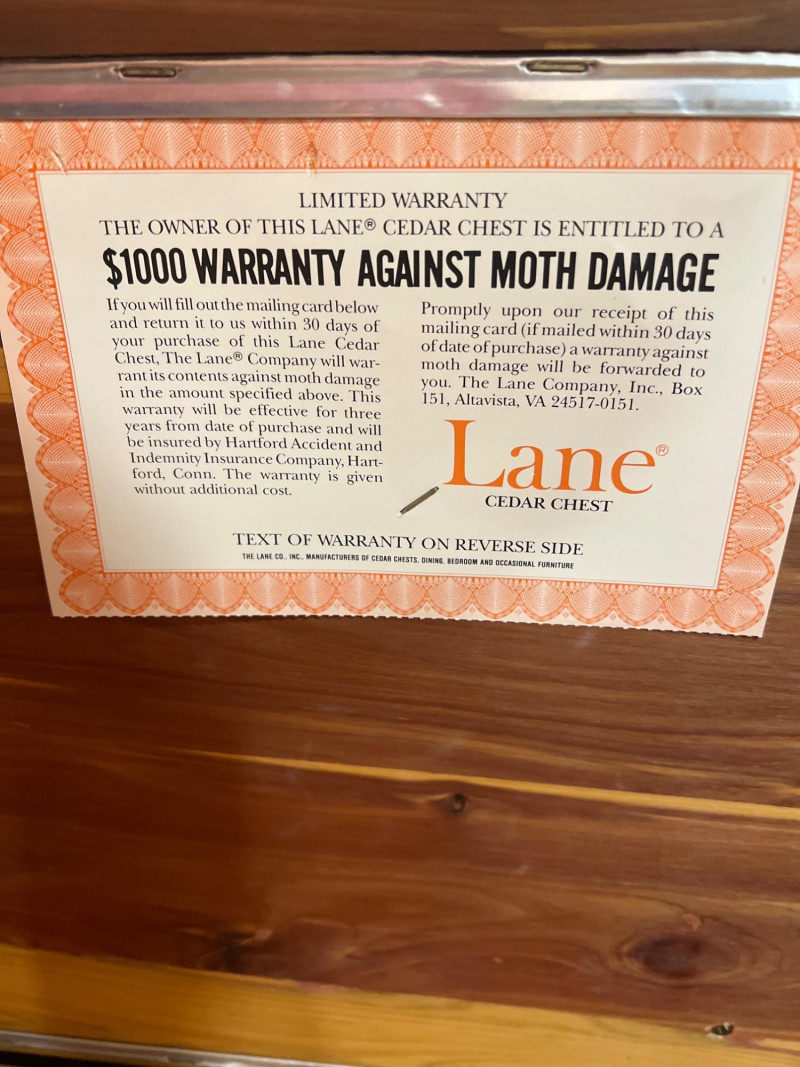 LIMITED WARRANTY
THE OWNER OF THIS LANE® CEDAR CHEST IS ENTITLED TO A
$1000 WARRANTY AGAINST MOTH DAMAGE
If you will fill out the mailing card below
and return it to us within 30 days of
your purchase of this Lane Cedar
Chest, The Lane® Company will war-
rant its contents against moth damage
in the amount specified above. This
warranty will be effective for three
years from date of purchase and will
be insured by Hartford Accident and
Indemnity Insurance Company, Hart-
ford, Conn. The warranty is given
without additional cost.
Promptly upon our receipt of this
mailing card (if mailed within 30 days
of date of purchase) a warranty against
moth damage will be forwarded to
you. The Lane Company, Inc., Box
151, Altavista, VA 24517-0151.
Lane®
CEDAR CHEST
TEXT OF WARRANTY ON REVERSE SIDE
THE LANE CO., INC., MANUFACTURERS OF CEDAR CHESTS, DINING, BEDROOM AND OCCASIONAL FURNITURE